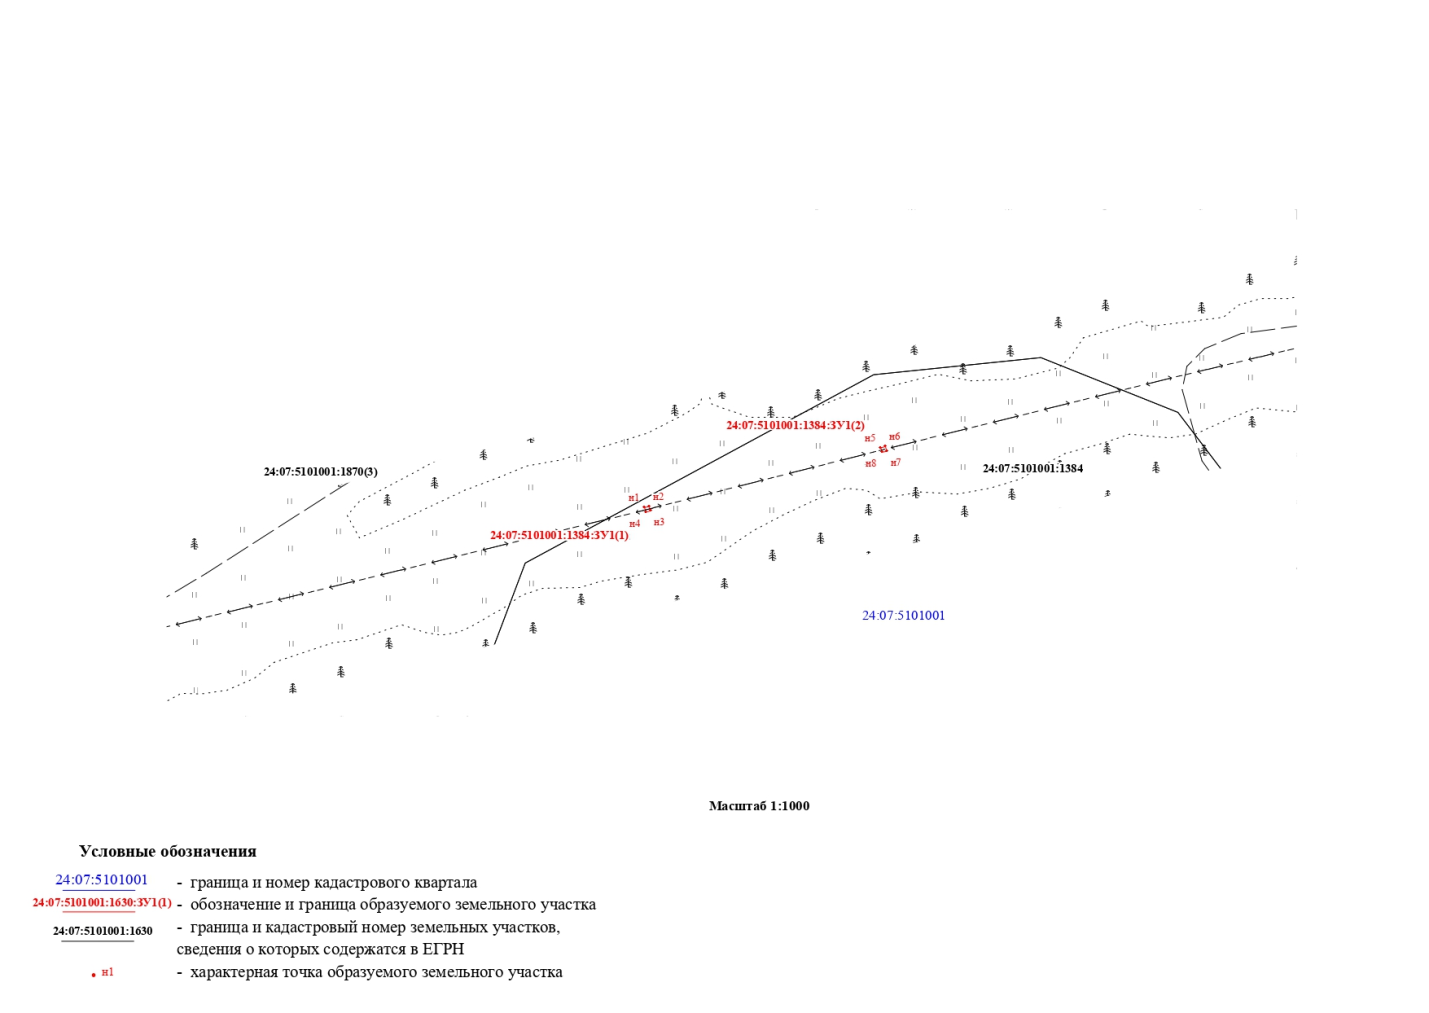 24:07:5101001:1384:ЗУ1(2)
н5 н6
н8 н7
24:07:5101001:1870(3)
24:07:5101001:1384
н1 н2
н4 н3
24:07:5101001:1384:ЗУ1(1)
24:07:5101001
Масштаб 1:1000
Условные обозначения
24:07:5101001 - граница и номер кадастрового квартала
24:07:5101001:1630:ЗУ1(1) - обозначение и граница образуемого земельного участка
24:07:5101001:1630 - граница и кадастровый номер земельных участков,
сведения о которых содержатся в ЕГРН
н1 - характерная точка образуемого земельного участка